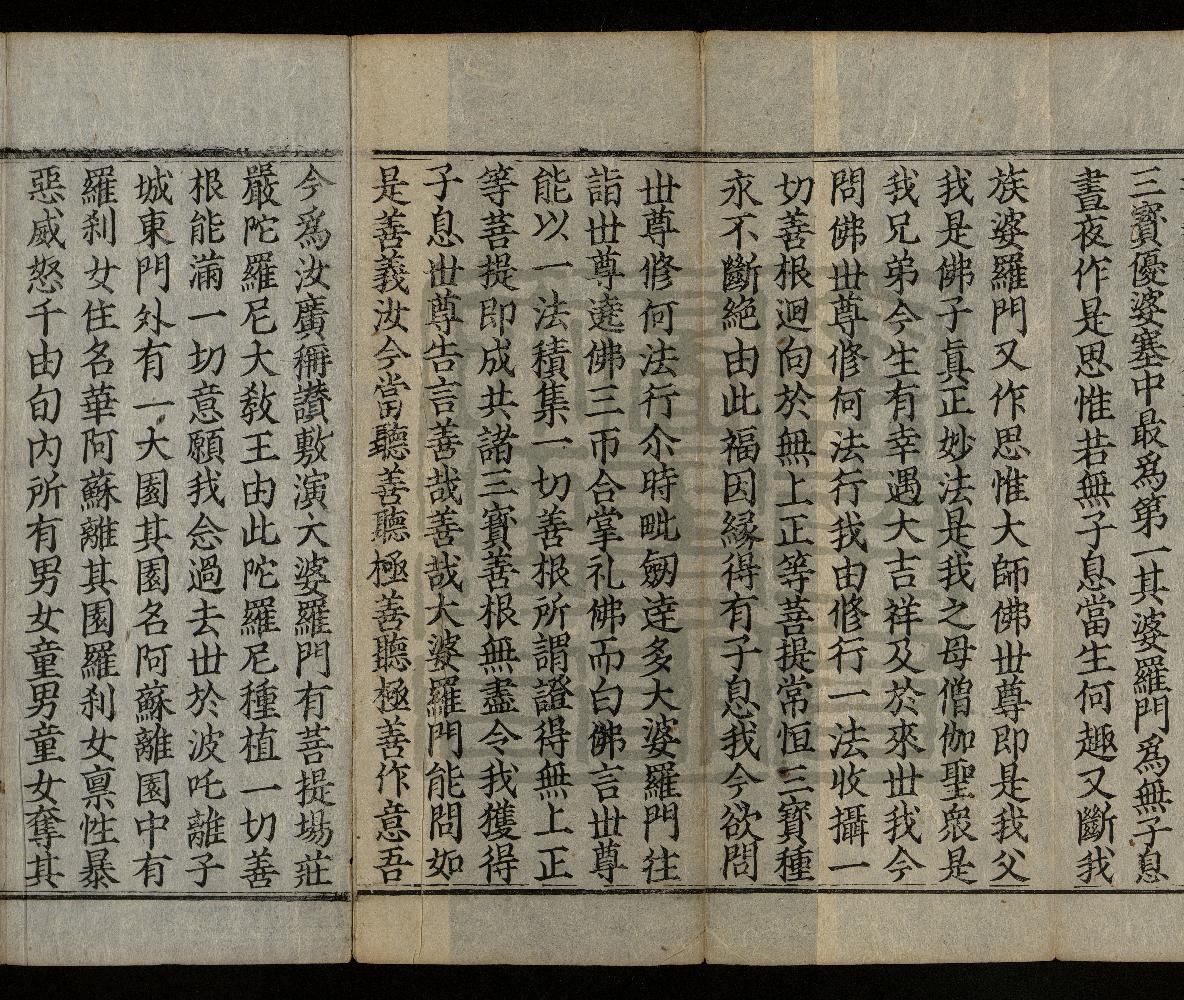 三寳優婆塞中最爲第一其婆羅門爲無子息
晝夜作是思惟若無子息當生何趣又斷我
族婆羅門又作思惟大師佛世尊即是我父
我是佛子真正妙法是我之母僧伽聖衆是
我兄弟今生有幸遇大吉祥及於來世我今
問佛世尊修何法行我由修行一法收攝一
切善根迴向於無上正等菩提常恒三寳種
永不斷絶由此福因緣得有子息我今欲問
世尊修何法行尒時毗劒逹多大婆羅門往
詣世尊遶佛三帀合掌礼佛而白佛言世尊
能以一法積集一切善根所謂證得無上正
等菩提即成共諸三寳善根無盡令我獲得
子息世尊告言善哉善哉大婆羅門能問如
是善義汝今當聽善聽極善聽極善作意吾
今爲汝廣稱讃敷演大婆羅門有菩提場莊
嚴陀羅尼大教王由此陀羅尼種植一切善
根能滿一切意願我念過去世於波吒離子
城東門外有一大園其園名阿蘇離園中有
羅刹女住名華阿蘇離其園羅刹女禀性暴
惡威怒千由旬内所有男女童男童女奪其